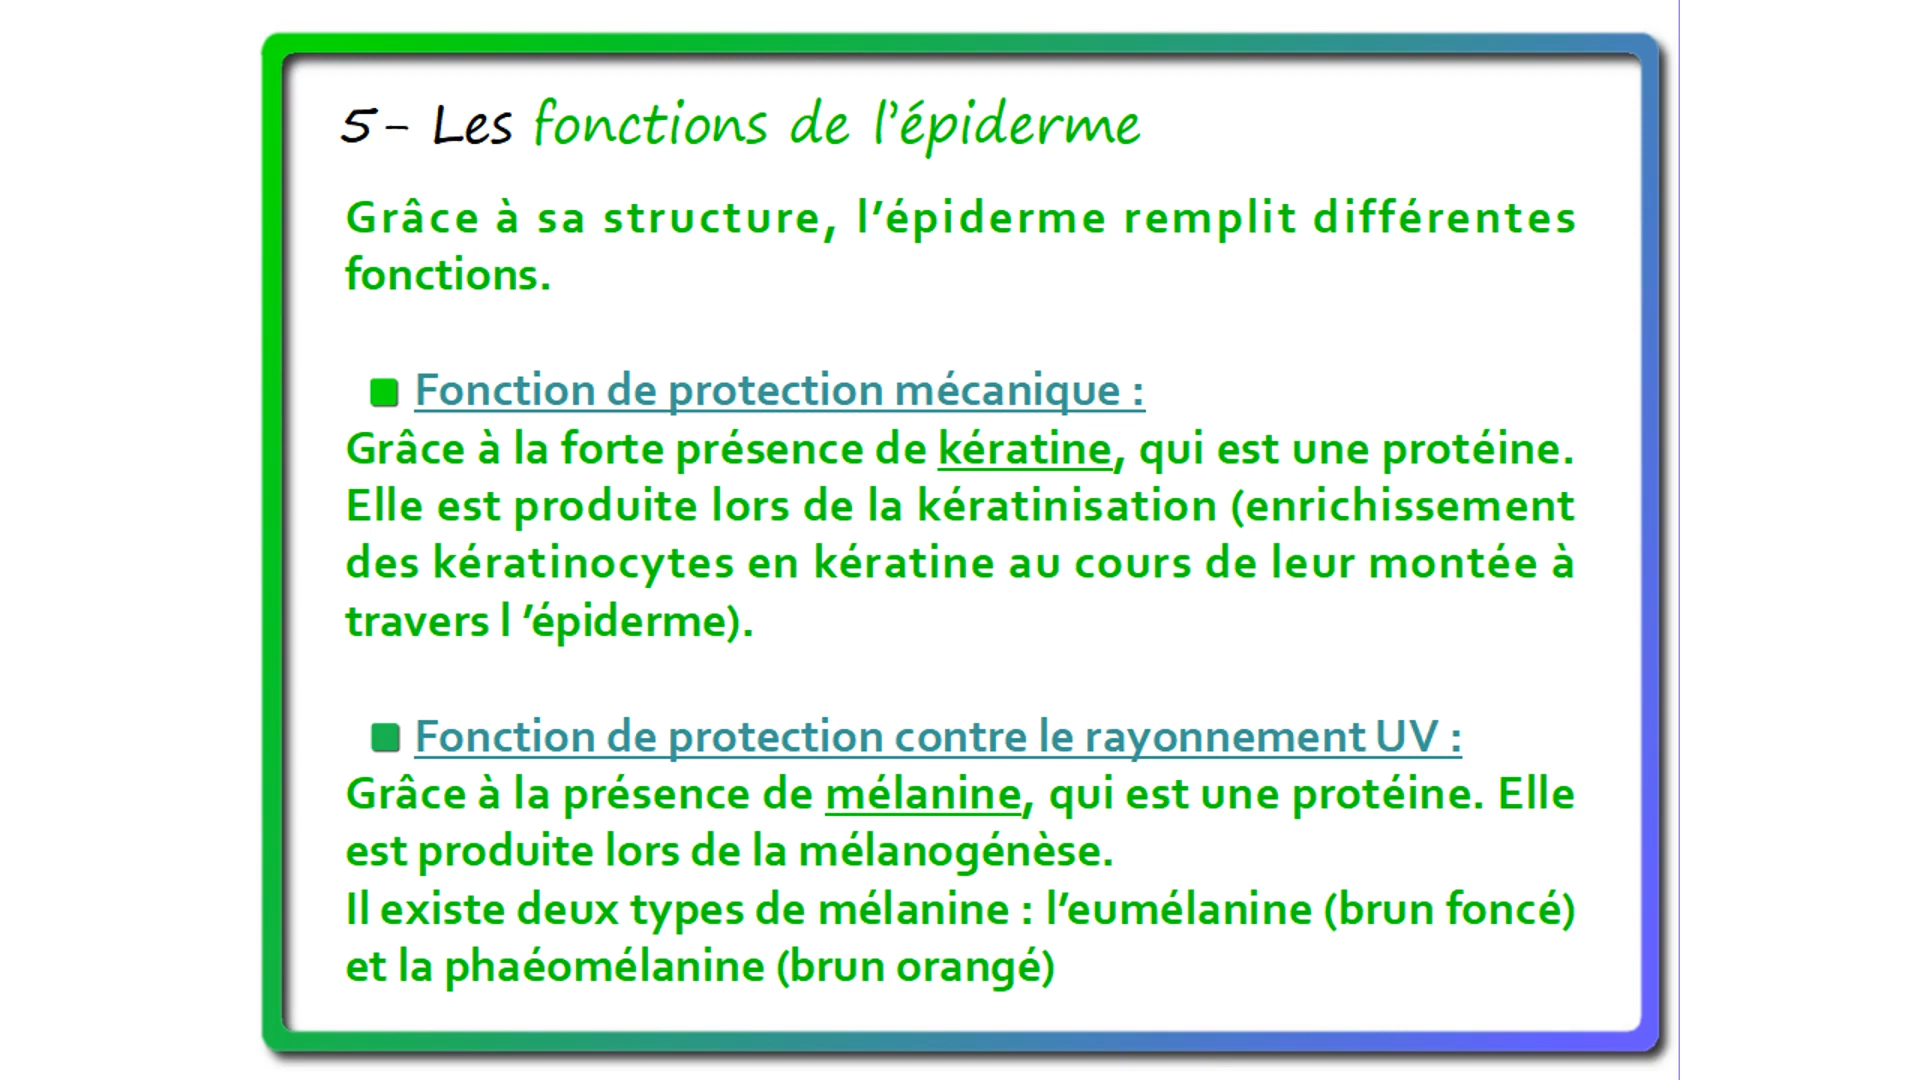 5- Les fonctions de l’épiderme
Grâce à sa structure, l’épiderme remplit différentes
fonctions.
Fonction de protection mécanique :
Grâce à la forte présence de kératine, qui est une protéine.
Elle est produite lors de la kératinisation (enrichissement
des kératinocytes en kératine au cours de leur montée à
travers l ’épiderme).
Fonction de protection contre le rayonnement UV :
Grâce à la présence de mélanine, qui est une protéine. Elle
est produite lors de la mélanogénèse.
Il existe deux types de mélanine : l’eumélanine (brun foncé)
et la phaéomélanine (brun orangé)